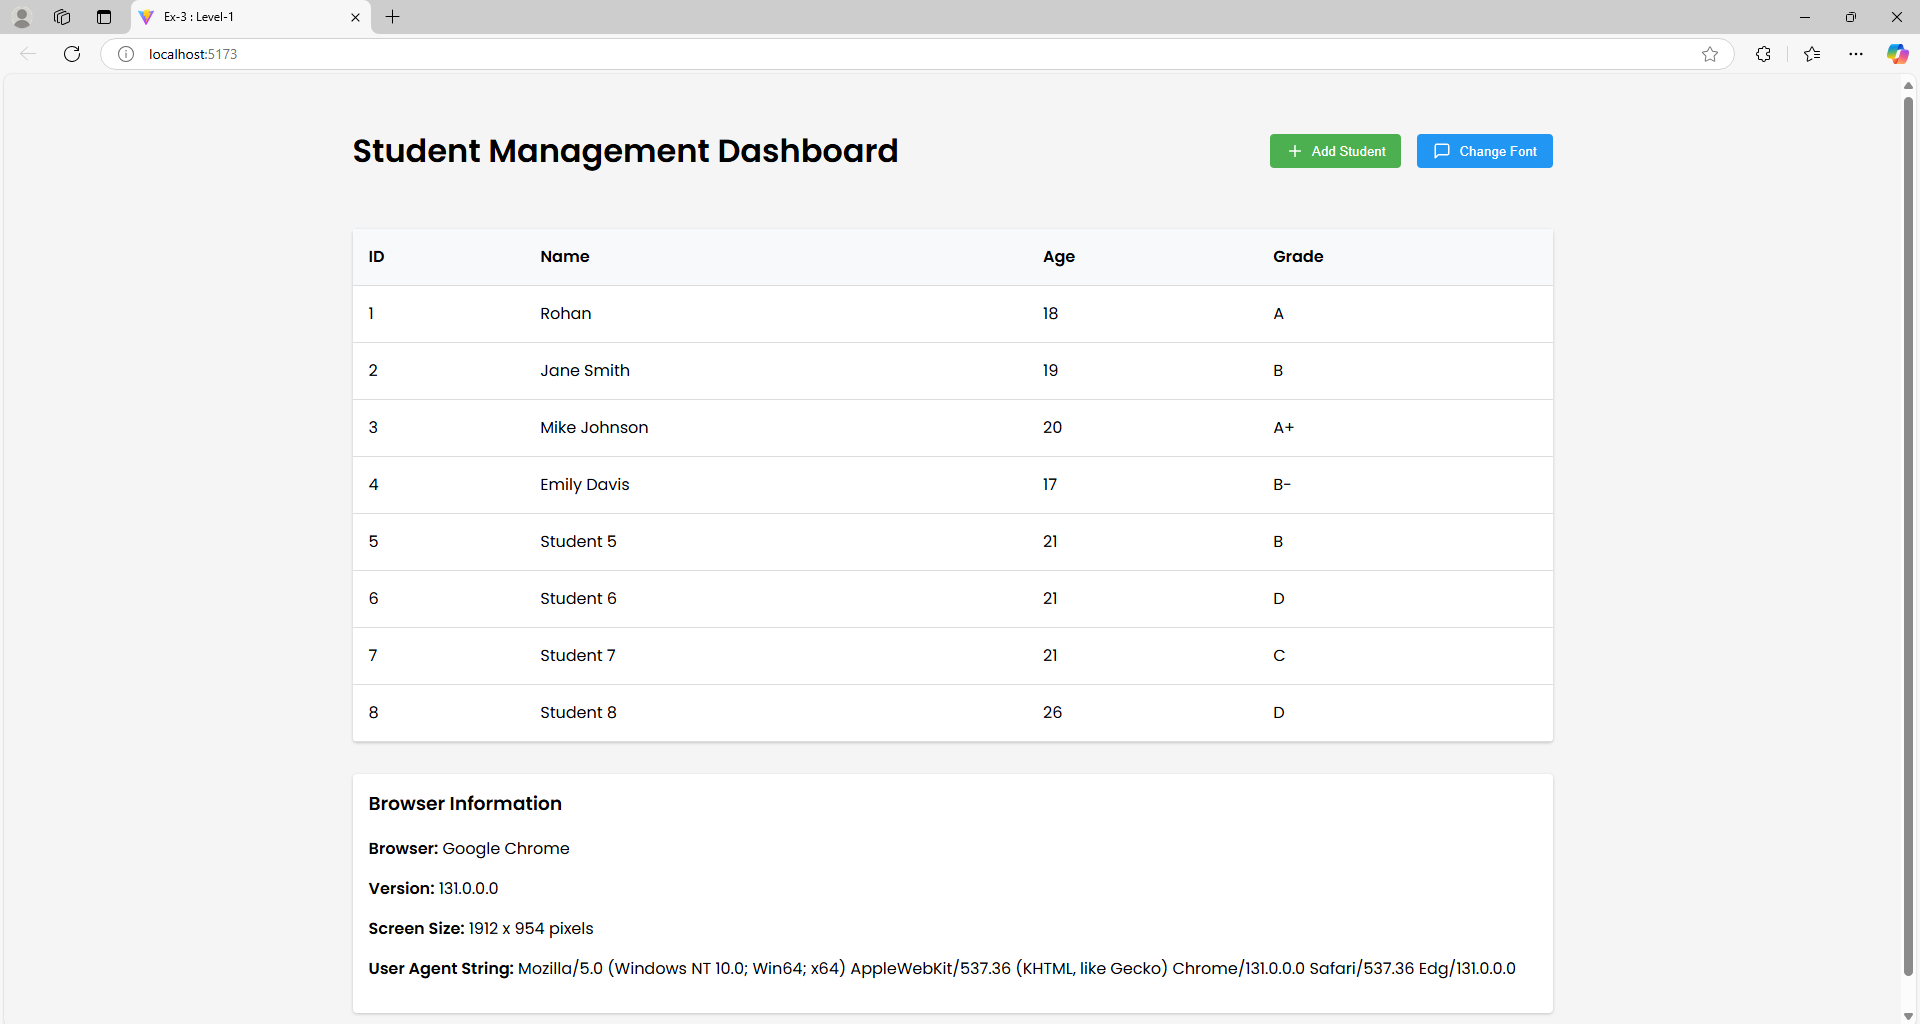 Ex-3 : Level-1
localhost:5173
Student Management Dashboard
Add Student
Change Font
ID Name Age Grade
1 Rohan 18 A
2 Jane Smith 19 B
3 Mike Johnson 20 A+
4 Emily Davis 17 B-
5 Student 5 21 B
6 Student 6 21 D
7 Student 7 21 C
8 Student 8 26 D
Browser Information
Browser: Google Chrome
Version: 131.0.0.0
Screen Size: 1912 x 954 pixels
User Agent String: Mozilla/5.0 (Windows NT 10.0; Win64; x64) AppleWebKit/537.36 (KHTML, like Gecko) Chrome/131.0.0.0 Safari/537.36 Edg/131.0.0.0